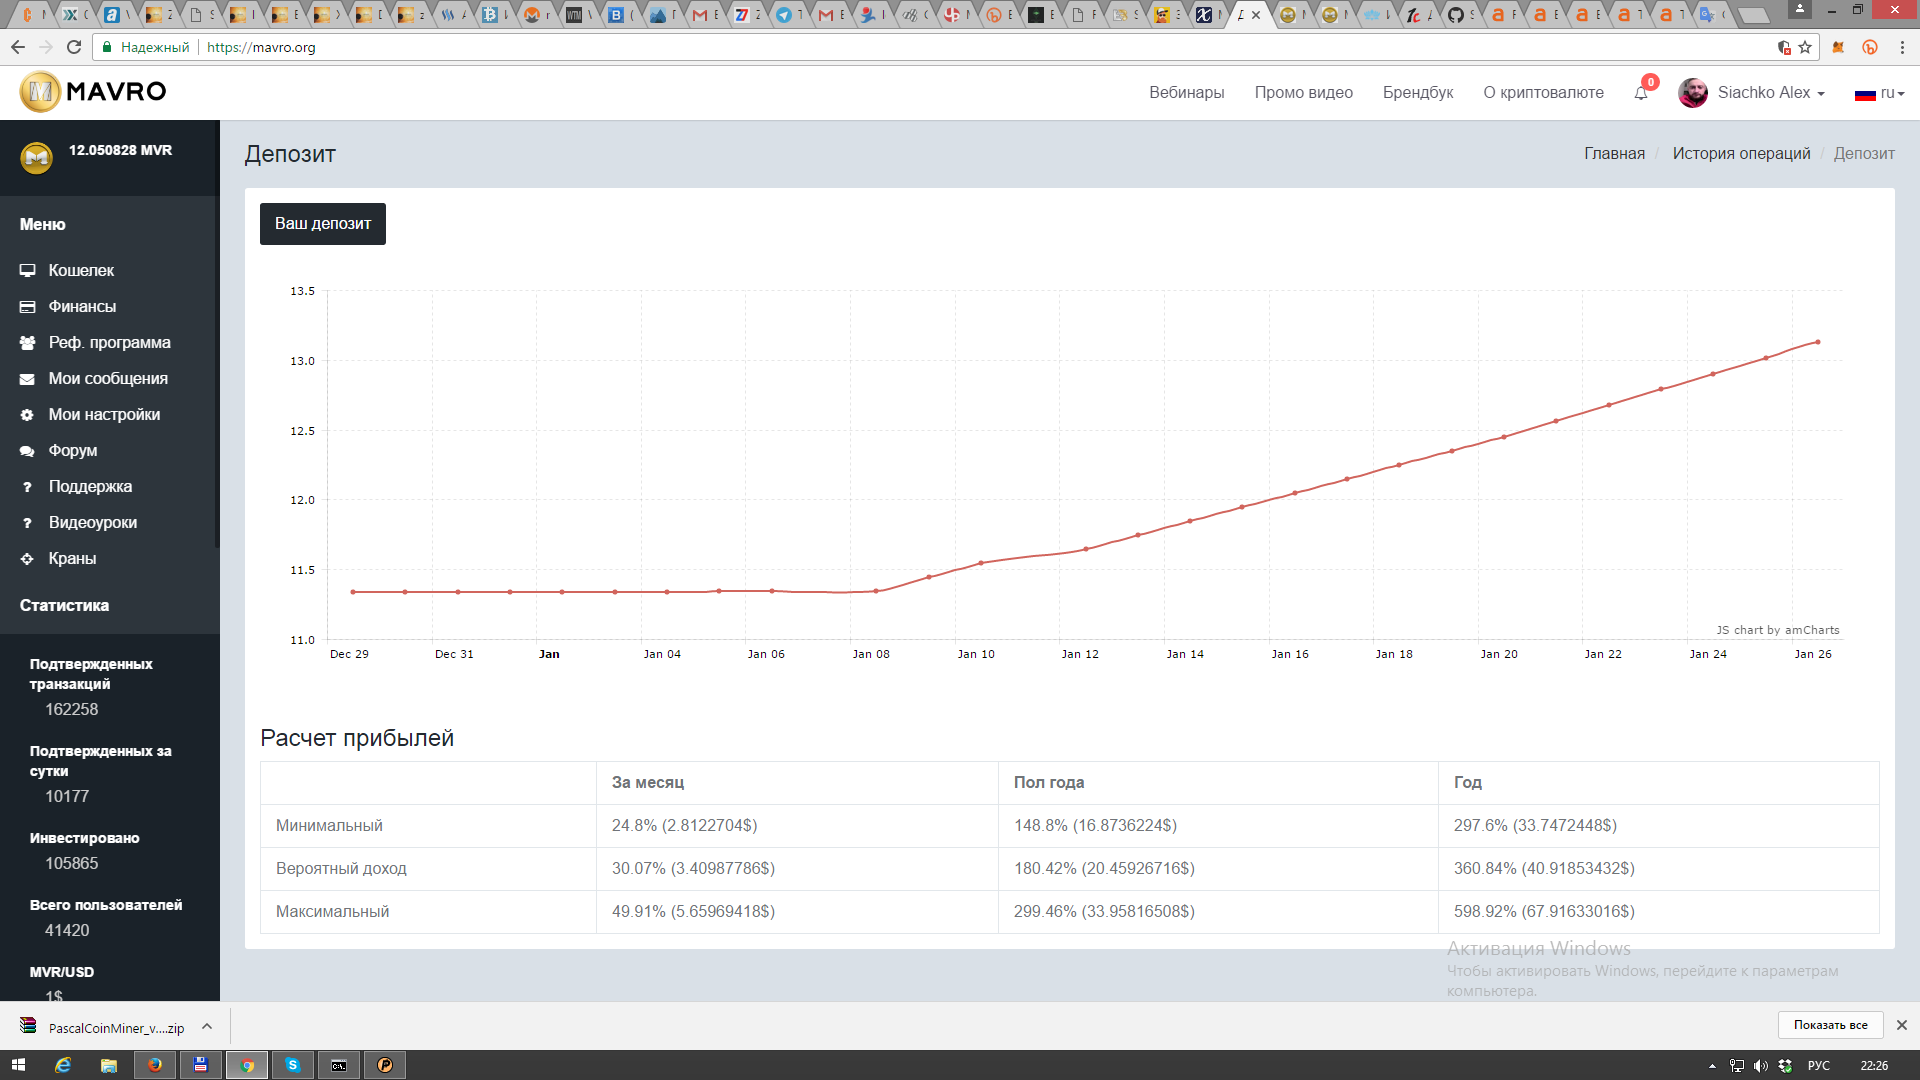 Надежный
https://mavro.org
MAVRO
Вебинары
Промо видео
Брендбук
О криптовалюте
0
Siachko Alex
ru
12.050828 MVR
Меню
Кошелек
Финансы
Реф. программа
Мои сообщения
Мои настройки
Форум
? Поддержка
? Видеоуроки
Краны
Статистика
Подтвержденных
транзакций
162258
Подтвержденных за
сутки
10177
Инвестировано
105865
Всего пользователей
41420
MVR/USD
1$
Депозит
Главная / История операций / Депозит
Ваш депозит
13.5
13.0
12.5
12.0
11.5
11.0
JS chart by amCharts
Dec 29 Dec 31 Jan Jan 04 Jan 06 Jan 08 Jan 10 Jan 12 Jan 14 Jan 16 Jan 18 Jan 20 Jan 22 Jan 24 Jan 26
Расчет прибылей
За месяц Пол года Год
Минимальный 24.8% (2.8122704$) 148.8% (16.8736224$) 297.6% (33.7472448$)
Вероятный доход 30.07% (3.40987786$) 180.42% (20.45926716$) 360.84% (40.91853432$)
Максимальный 49.91% (5.65969418$) 299.46% (33.95816508$) 598.92% (67.91633016$)
Активация Windows
Чтобы активировать Windows, перейдите к параметрам
компьютера.
PascalCoinMiner_v....zip
Показать все
РУС
22:26